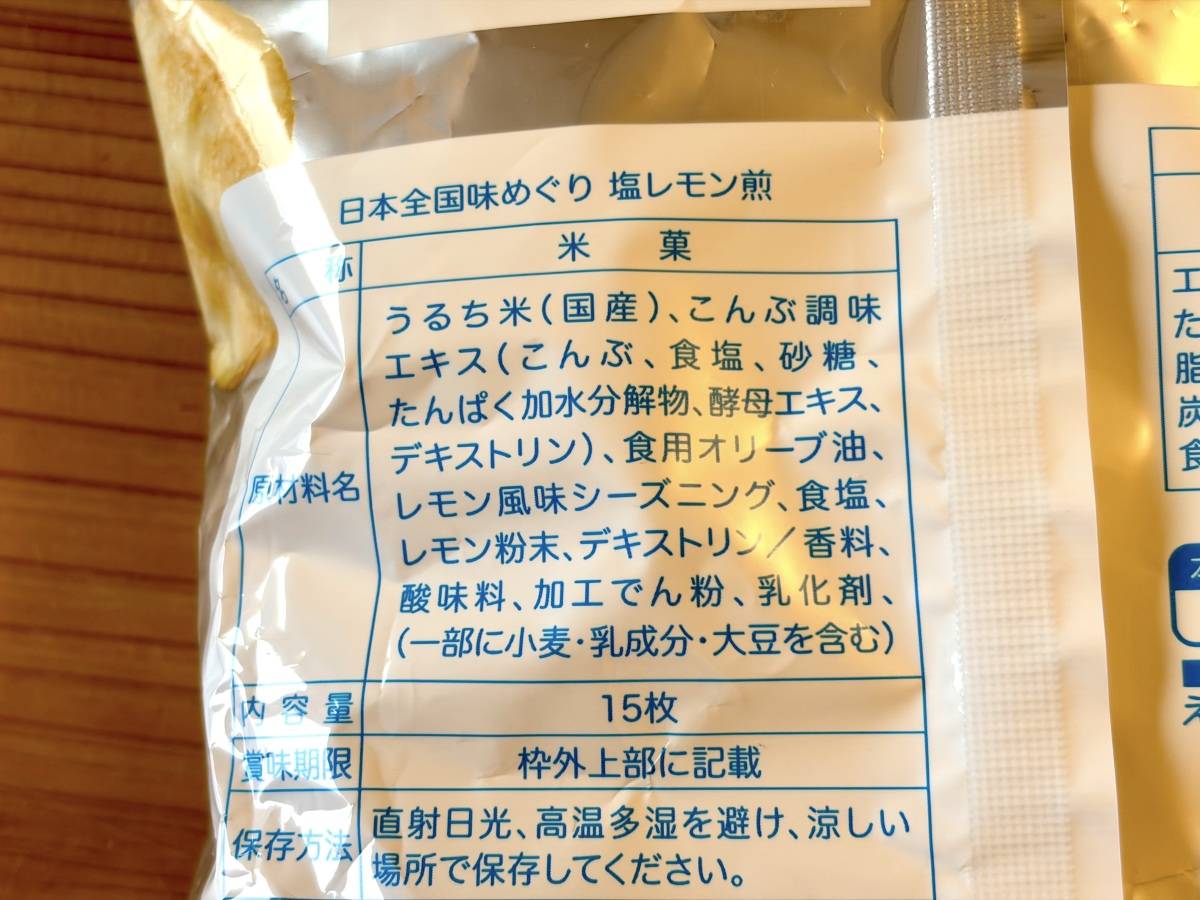 日本全国味めぐり 塩レモン煎
名称 米菓
原材料名
うるち米(国産)、こんぶ調味
エキス(こんぶ、食塩、砂糖、
たんぱく加水分解物、酵母エキス、
デキストリン)、食用オリーブ油、
レモン風味シーズニング、食塩、
レモン粉末、デキストリン/香料、
酸味料、加工でん粉、乳化剤、
(一部に小麦・乳成分・大豆を含む)
内容量 15枚
賞味期限 枠外上部に記載
保存方法
直射日光、高温多湿を避け、涼しい
場所で保存してください。
エ
た
脂
炭
食